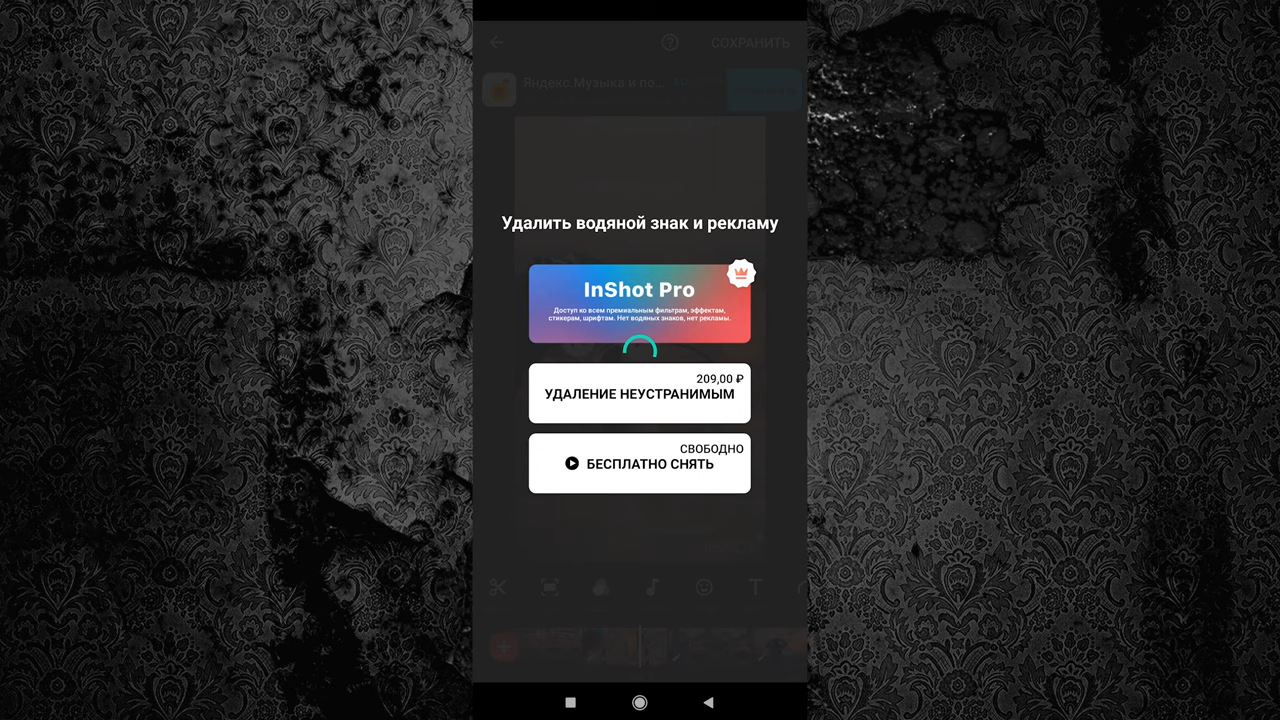 СОХРАНИТЬ
Яндекс Музыка и по...
Удалить водяной знак и рекламу
InShot Pro
Доступ ко всем премиальным фильтрам, эффектам,
стикерам, шрифтам. Нет водяных знаков, нет рекламы.
209,00 ₽
УДАЛЕНИЕ НЕУСТРАНИМЫМ
СВОБОДНО
БЕСПЛАТНО СНЯТЬ